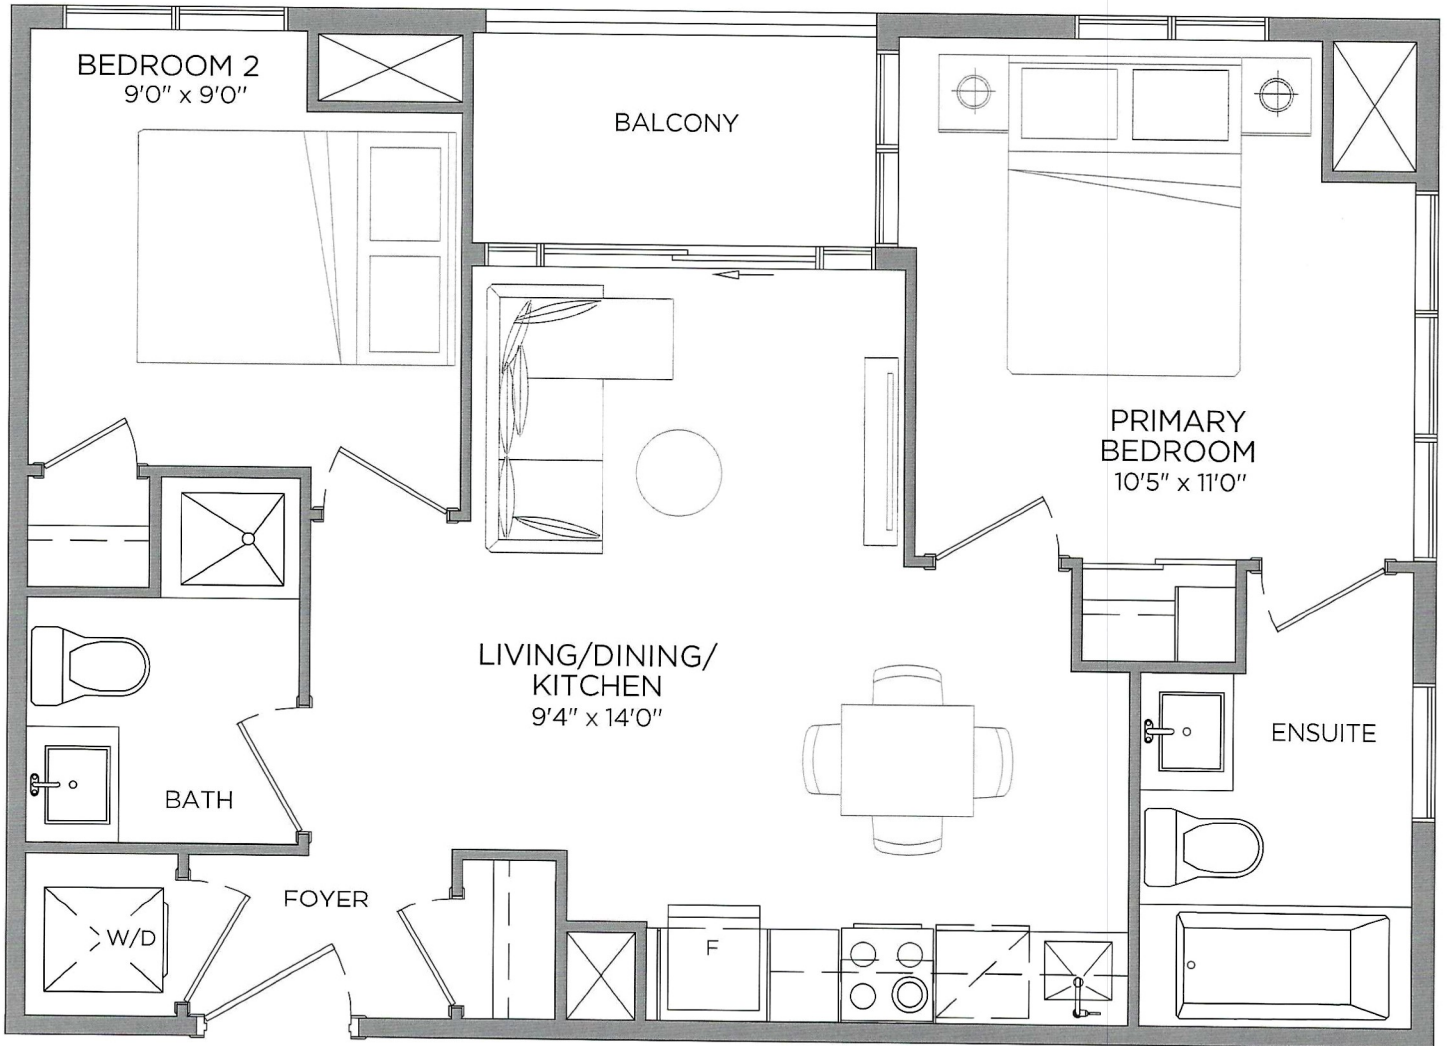 BEDROOM 2
9'0" x 9'0"
BALCONY
PRIMARY
BEDROOM
10'5" x 11'0"
LIVING/DINING/
KITCHEN
9'4" x 14'0"
ENSUITE
BATH
FOYER
W/D
F